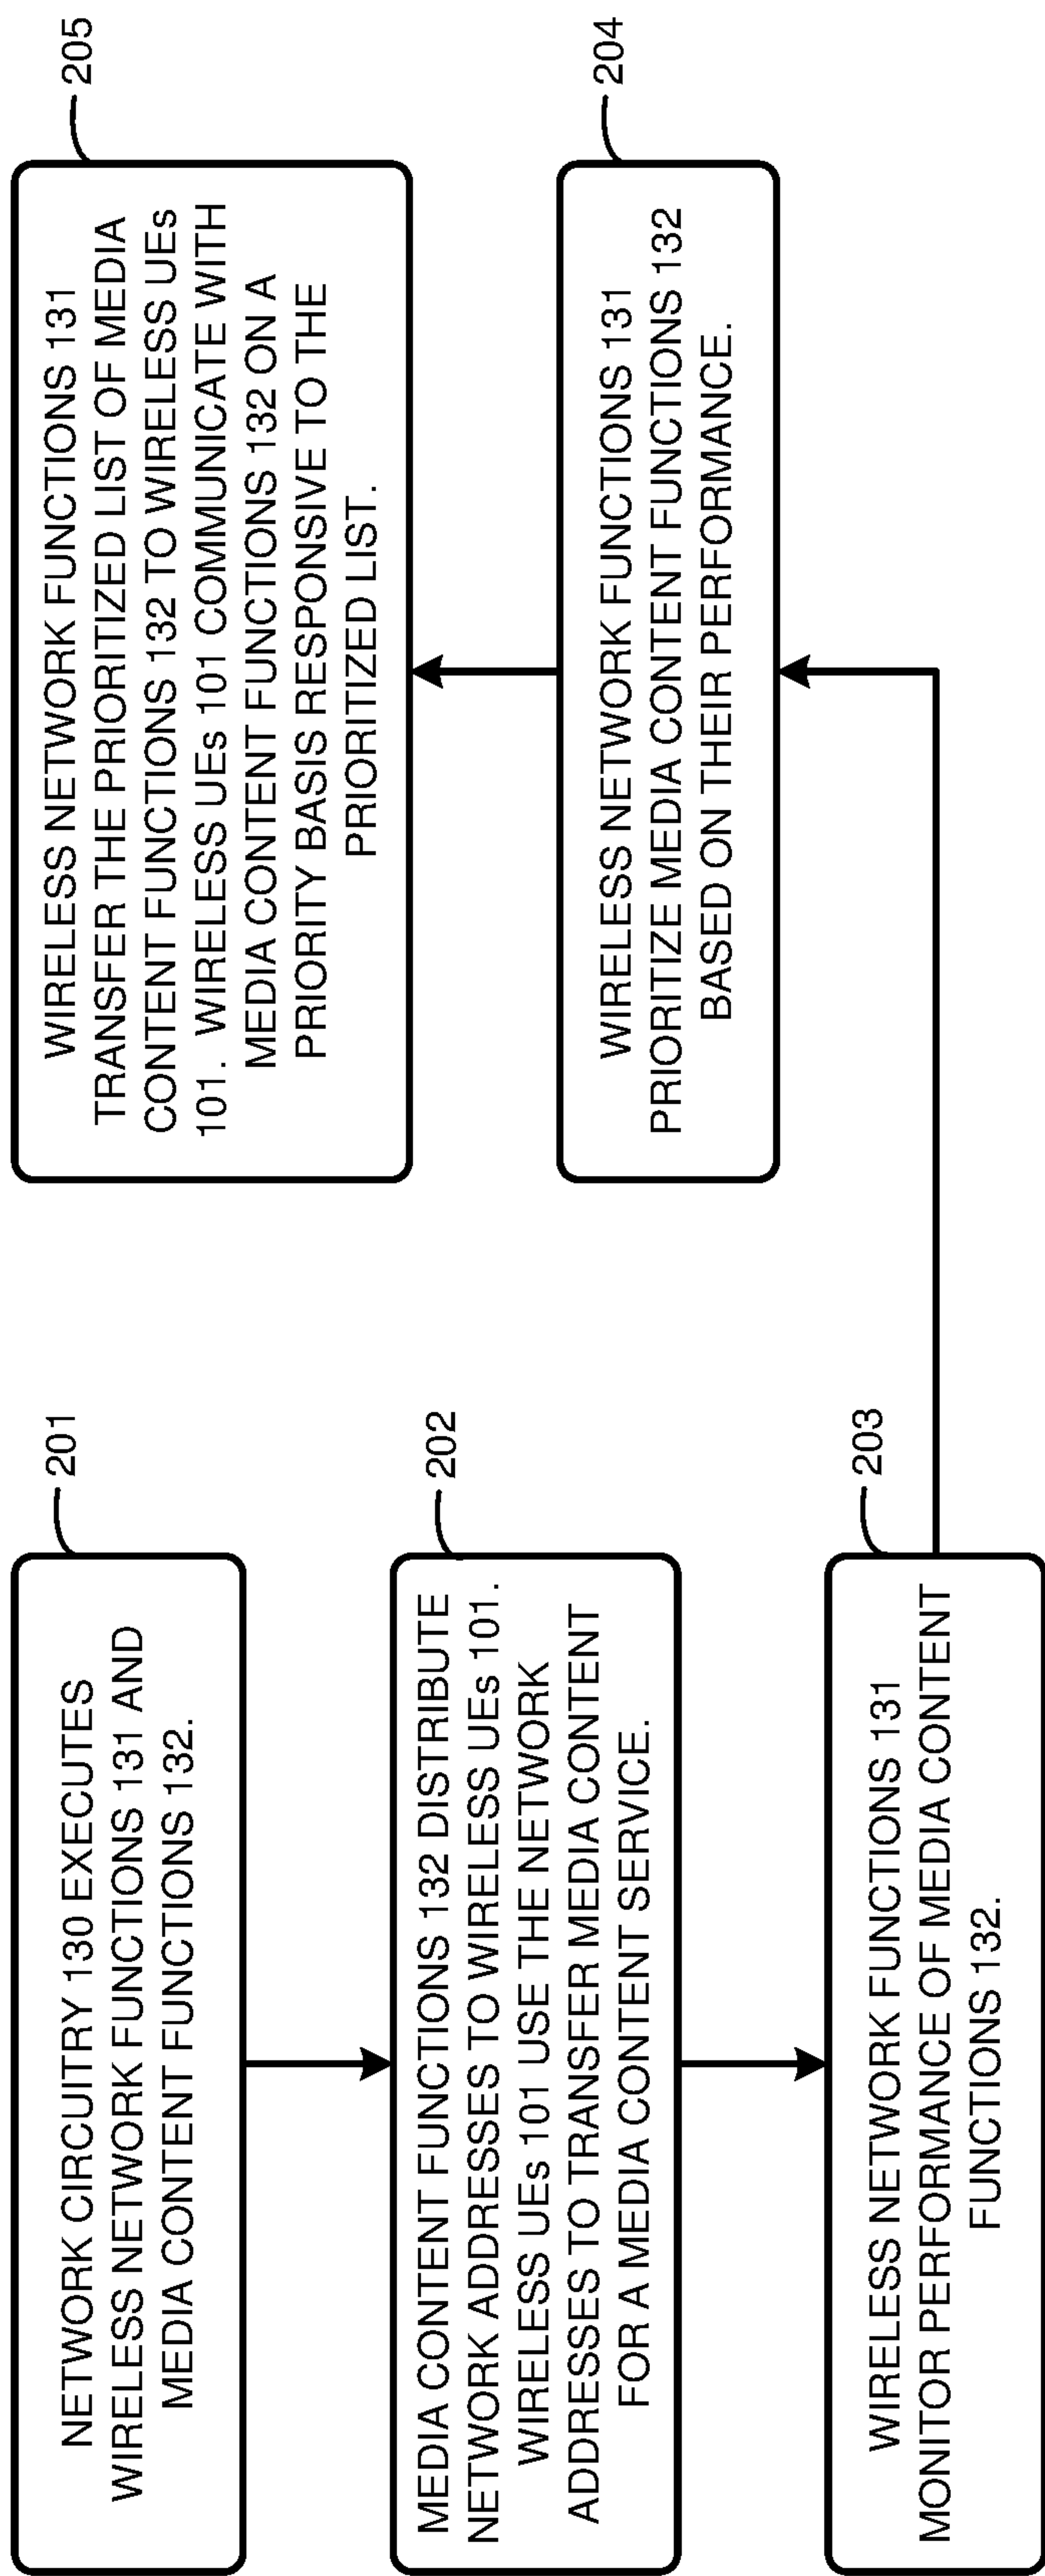 201
NETWORK CIRCUITRY 130 EXECUTES
WIRELESS NETWORK FUNCTIONS 131 AND
MEDIA CONTENT FUNCTIONS 132.
202
MEDIA CONTENT FUNCTIONS 132 DISTRIBUTE
NETWORK ADDRESSES TO WIRELESS UEs 101.
WIRELESS UEs 101 USE THE NETWORK
ADDRESSES TO TRANSFER MEDIA CONTENT
FOR A MEDIA CONTENT SERVICE.
203
WIRELESS NETWORK FUNCTIONS 131
MONITOR PERFORMANCE OF MEDIA CONTENT
FUNCTIONS 132.
204
WIRELESS NETWORK FUNCTIONS 131
PRIORITIZE MEDIA CONTENT FUNCTIONS 132
BASED ON THEIR PERFORMANCE.
205
WIRELESS NETWORK FUNCTIONS 131
TRANSFER THE PRIORITIZED LIST OF MEDIA
CONTENT FUNCTIONS 132 TO WIRELESS UEs
101. WIRELESS UEs 101 COMMUNICATE WITH
MEDIA CONTENT FUNCTIONS 132 ON A
PRIORITY BASIS RESPONSIVE TO THE
PRIORITIZED LIST.